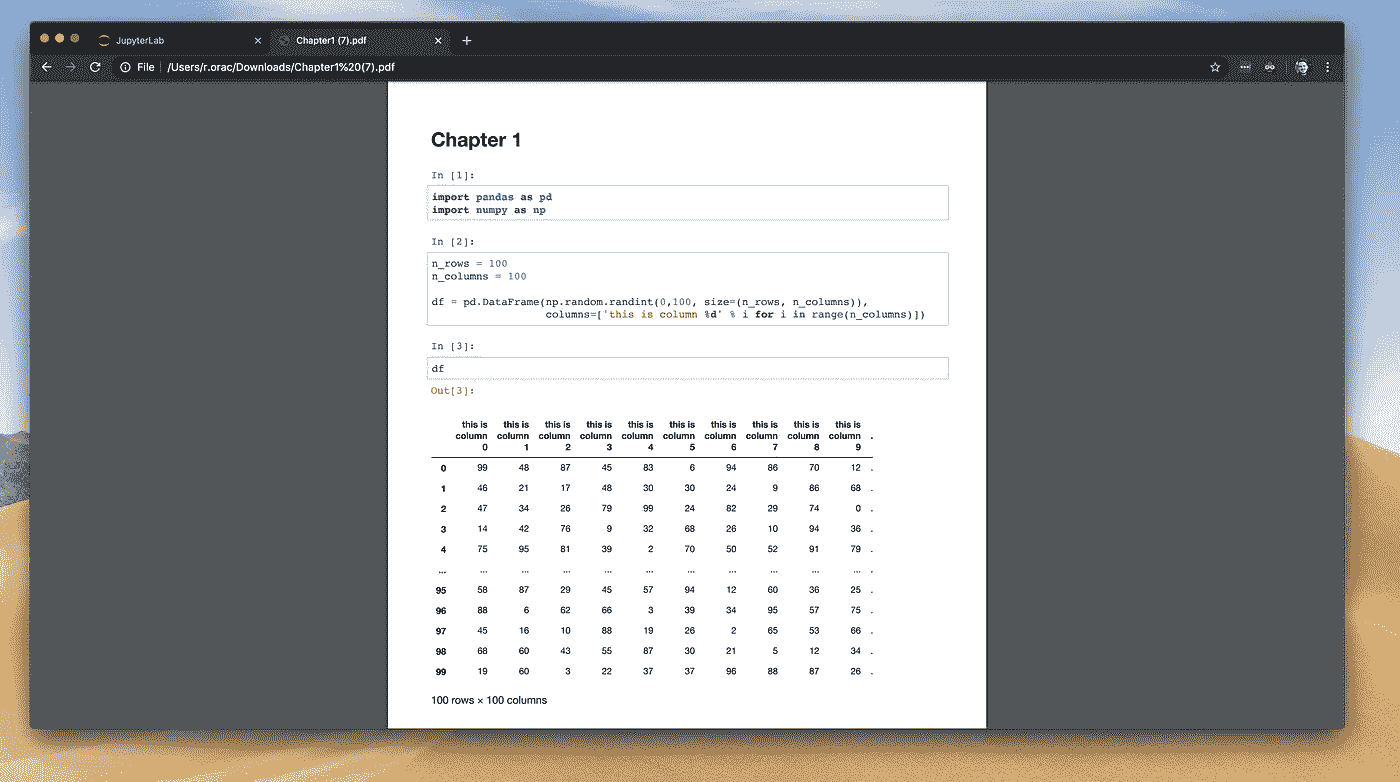 JupyterLab
Chapter1 (7).pdf
File /Users/r.orac/Downloads/Chapter1%20(7).pdf
Chapter 1
In [1]:
import pandas as pd
import numpy as np
In [2]:
n_rows = 100
n_columns = 100
df = pd.DataFrame(np.random.randint(0,100, size=(n_rows, n_columns)),
columns=['this is column %d' % i for i in range(n_columns)])
In [3]:
df
Out[3]:
this is this is this is this is this is this is this is this is this is this is
column column column column column column column column column column .
0 1 2 3 4 5 6 7 8 9
0 99 48 87 45 83 6 94 86 70 12 .
1 46 21 17 48 30 30 24 9 86 68 .
2 47 34 26 79 99 24 82 29 74 0 .
3 14 42 76 9 32 68 26 10 94 36 .
4 75 95 81 39 2 70 50 52 91 79 .
... ... ... ... ... ... ... ... ... ... ... .
95 58 87 29 45 57 94 12 60 36 25 .
96 88 6 62 66 3 39 34 95 57 75 .
97 45 16 10 88 19 26 2 65 53 66 .
98 68 60 43 55 87 30 21 5 12 34 .
99 19 60 3 22 37 37 96 88 87 26 .
100 rows × 100 columns